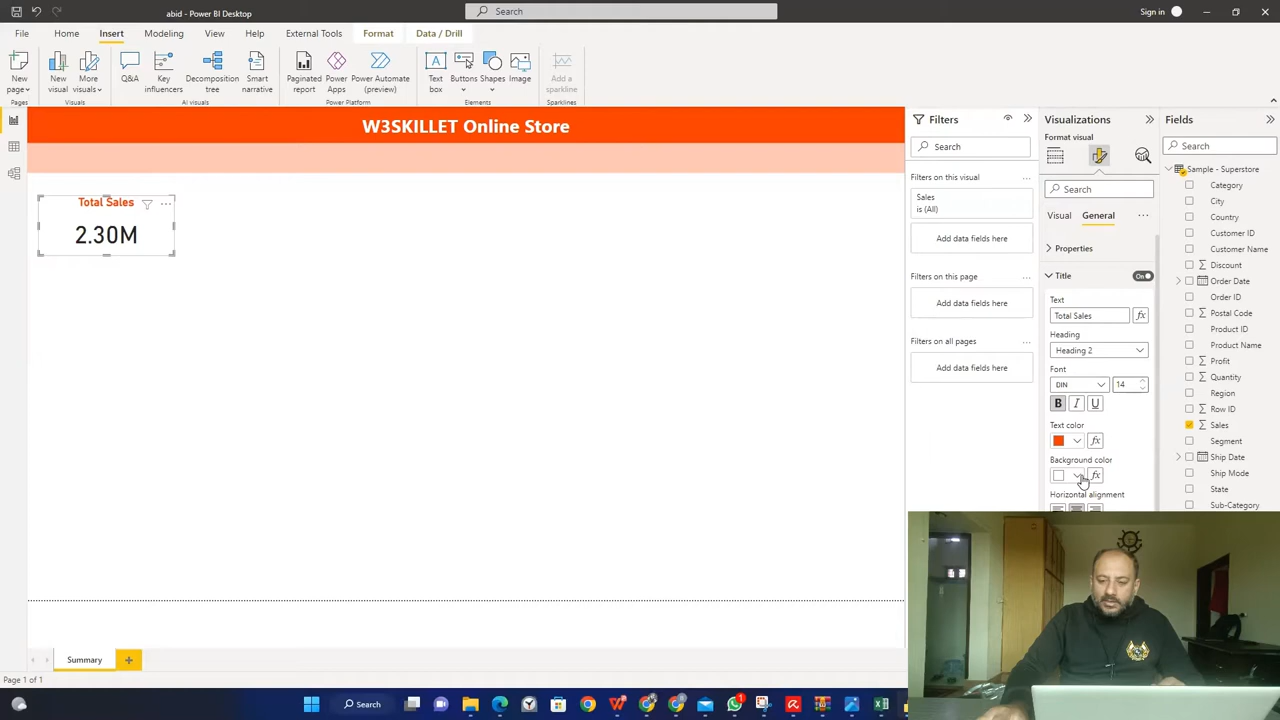 abid - Power BI Desktop
Search
Sign in
File
Home
Insert
Modeling
View
Help
External Tools
Format
Data / Drill
New page
New visual
More visuals
Q&A
Key influencers
Decomposition tree
Smart narrative
Paginated report
Power Apps
Power Automate (preview)
Text box
Buttons
Shapes
Image
Add a sparkline
Pages
Visuals
AI visuals
Power Platform
Elements
Sparklines
W3SKILLET Online Store
Total Sales
2.30M
Filters
Search
Filters on this visual
Sales
is (All)
Add data fields here
Filters on this page
Add data fields here
Filters on all pages
Add data fields here
Visualizations
Format visual
Search
Visual
General
Properties
Title
On
Text
Total Sales
fx
Heading
Heading 2
Font
DIN
14
B
I
U
Text color
fx
Background color
fx
Horizontal alignment
Fields
Search
Sample - Superstore
Category
City
Country
Customer ID
Customer Name
Discount
Order Date
Order ID
Postal Code
Product ID
Product Name
Profit
Quantity
Region
Row ID
Sales
Segment
Ship Date
Ship Mode
State
Sub-Category
Summary
Page 1 of 1
Search
1